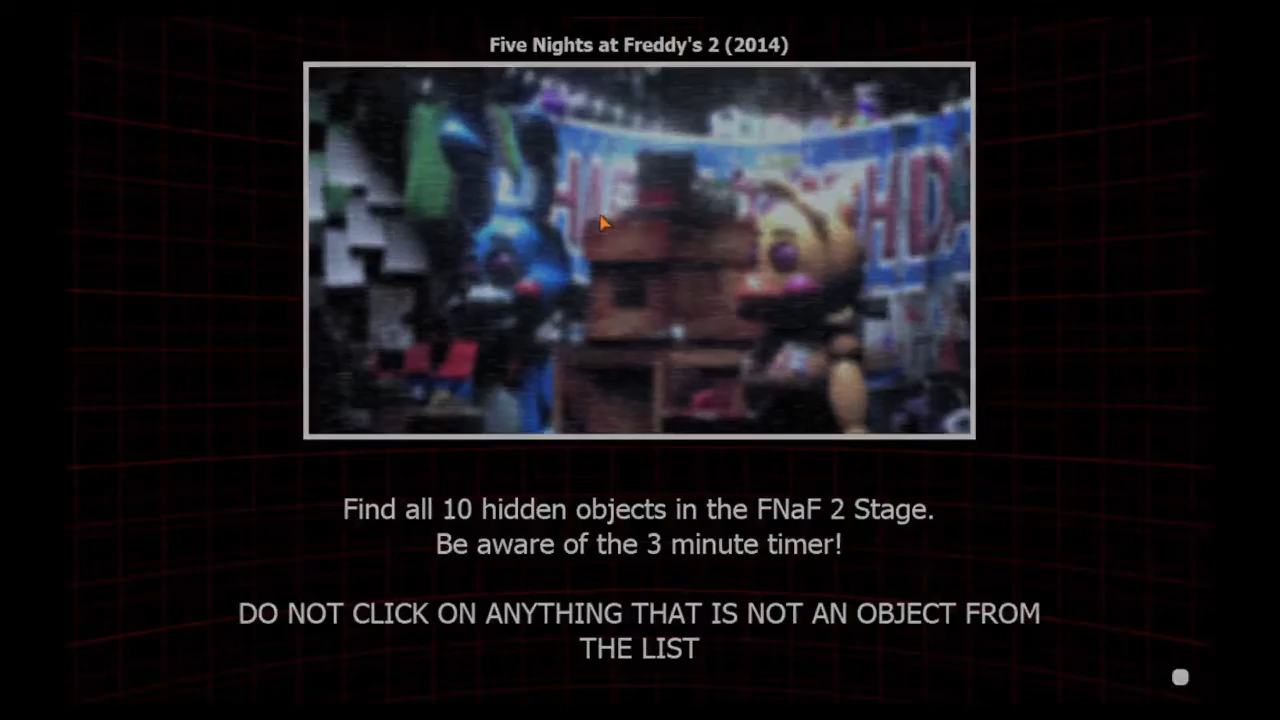 Five Nights at Freddy's 2 (2014)
Find all 10 hidden objects in the FNaF 2 Stage.
Be aware of the 3 minute timer!
DO NOT CLICK ON ANYTHING THAT IS NOT AN OBJECT FROM
THE LIST